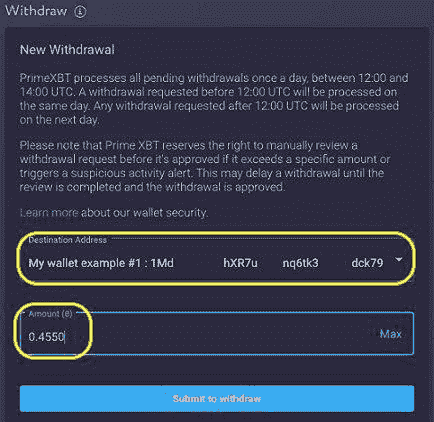 Withdraw
New Withdrawal
PrimeXBT processes all pending withdrawals once a day, between 12:00 and
14:00 UTC. A withdrawal requested before 12:00 UTC will be processed on
the same day. Any withdrawal requested after 12:00 UTC will be processed
on the next day.
Please note that Prime XBT reserves the right to manually review a
withdrawal request before it's approved if it exceeds a specific amount or
triggers a suspicious activity alert. This may delay a withdrawal until the
review is completed and the withdrawal is approved.
Learn more about our wallet security.
Destination Address
My wallet example #1 : 1Md hXR7u nq6tk3 dck79
Amount (₿)
0.4550
Max
Submit to withdraw